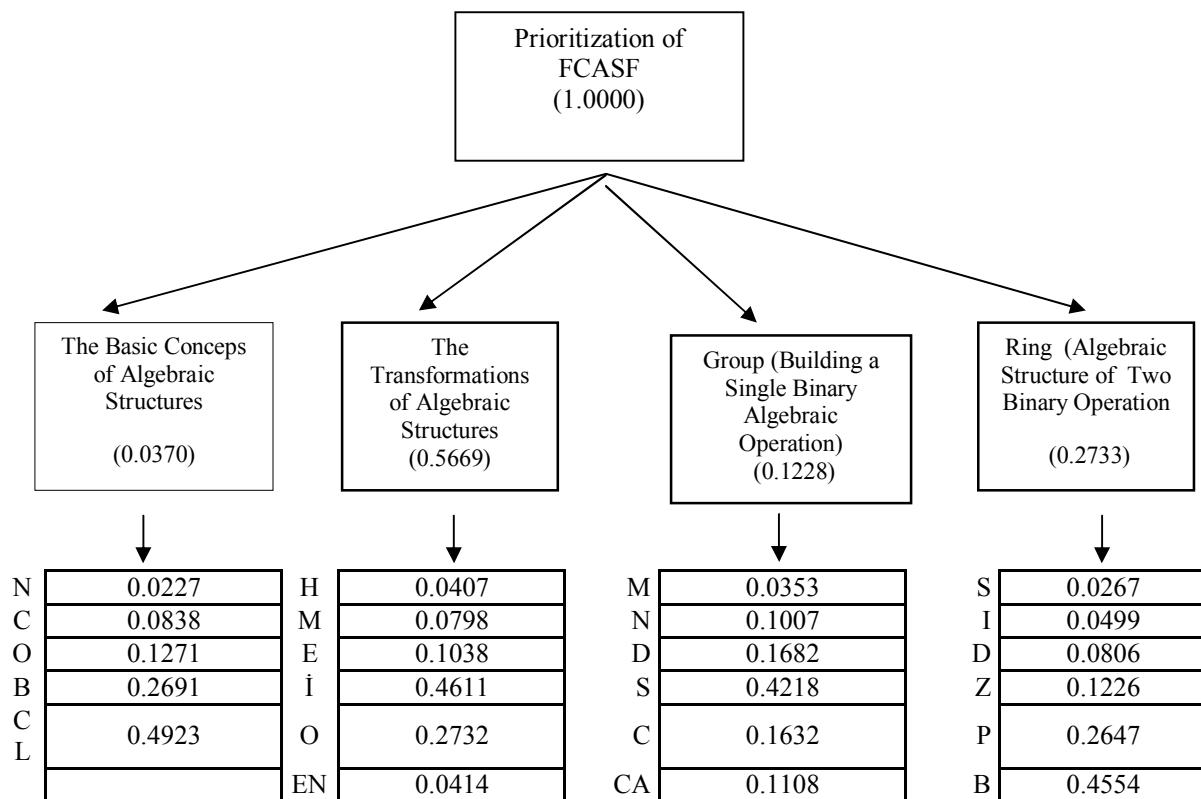 Prioritization of
FCASF
(1.0000)
The Basic Conceps
of Algebraic
Structures
(0.0370)
The
Transformations
of Algebraic
Structures
(0.5669)
Group (Building a
Single Binary
Algebraic
Operation)
(0.1228)
Ring (Algebraic
Structure of Two
Binary Operation
(0.2733)
N 0.0227
C 0.0838
O 0.1271
B 0.2691
C
L 0.4923
H 0.0407
M 0.0798
E 0.1038
İ 0.4611
O 0.2732
EN 0.0414
M 0.0353
N 0.1007
D 0.1682
S 0.4218
C 0.1632
CA 0.1108
S 0.0267
I 0.0499
D 0.0806
Z 0.1226
P 0.2647
B 0.4554